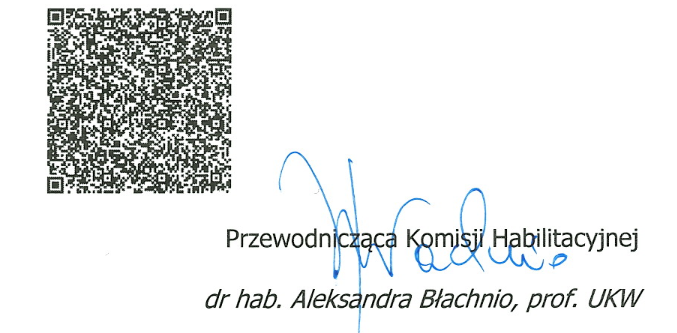 Przewodnicząca Komisji Habilitacyjnej
dr hab. Aleksandra Błachnio, prof. UKW